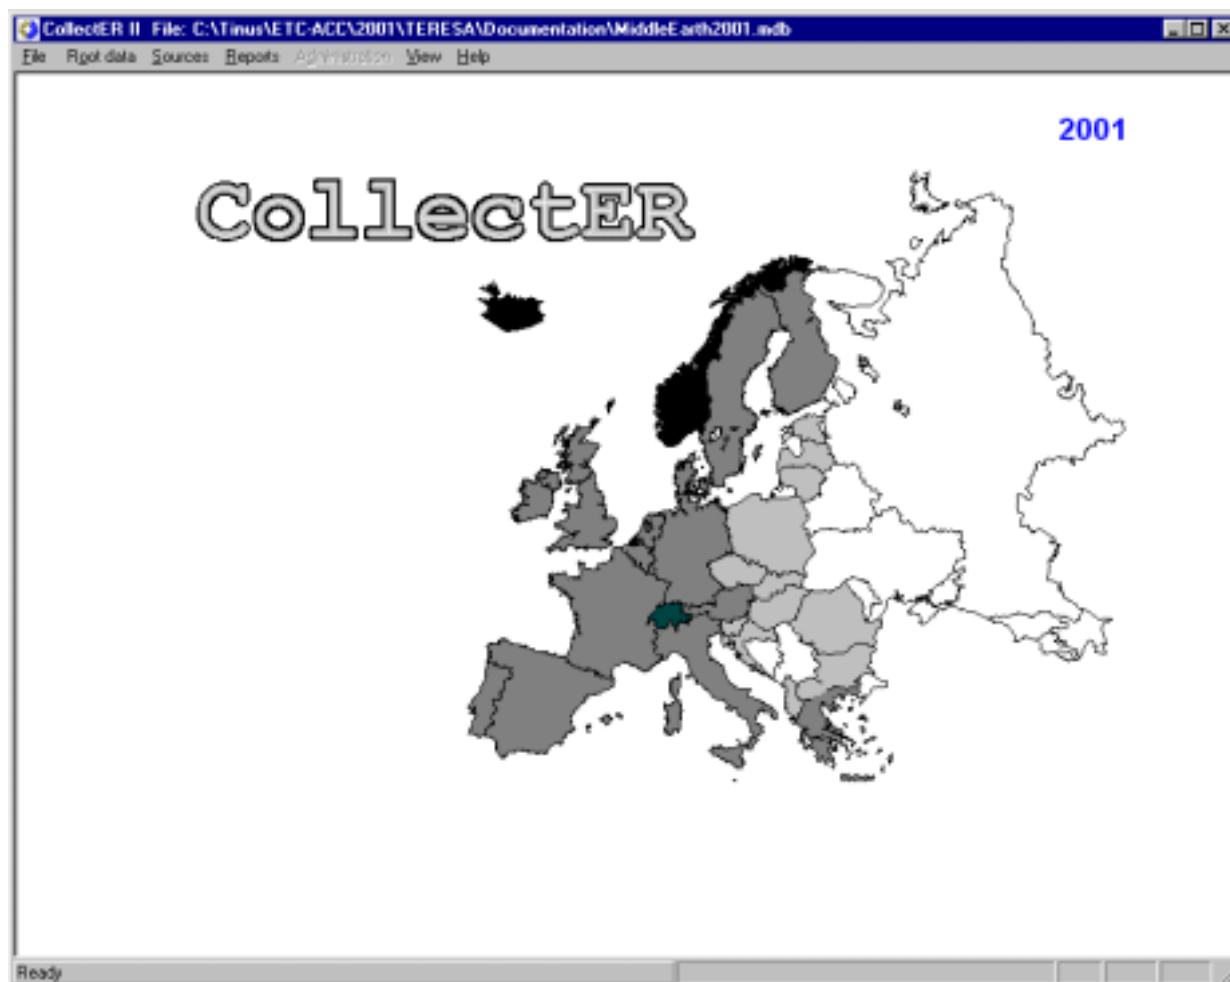 CollectER II File: C:\Tinus\ETC-ACC\2001\TERESA\Documentation\MiddleEarth2001.mdb
File Root data Sources Reports Administration View Help
2001
CollectER
Ready